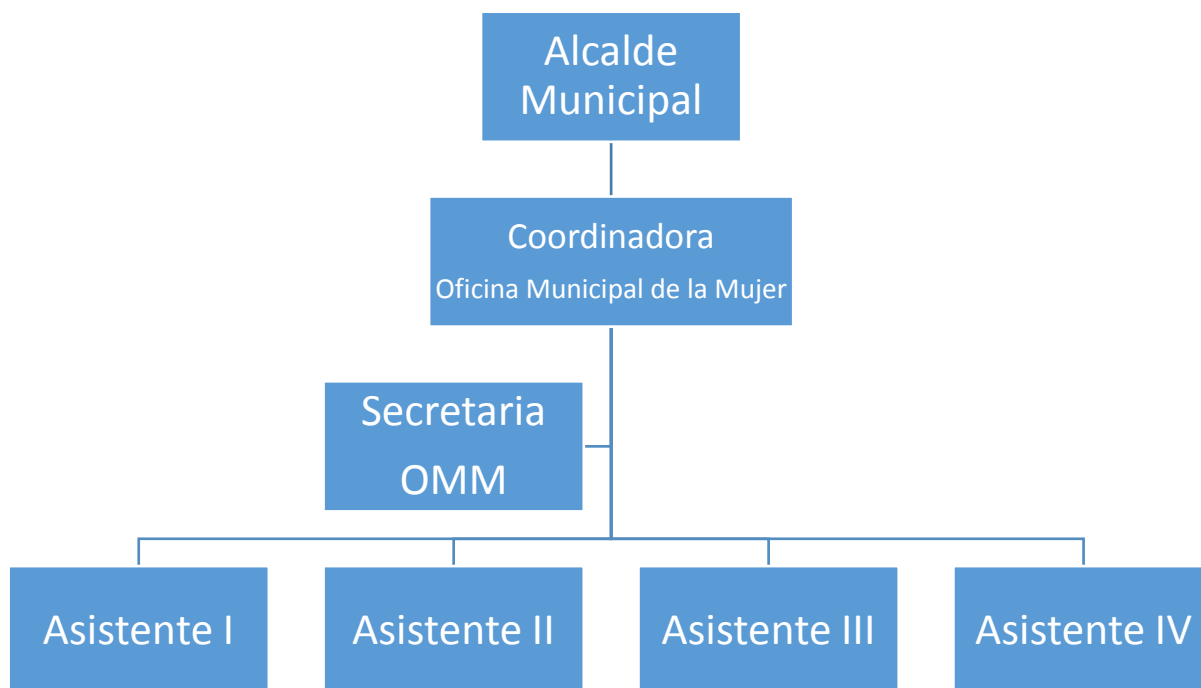 Alcalde
Municipal
Coordinadora
Oficina Municipal de la Mujer
Secretaria
OMM
Asistente I
Asistente II
Asistente III
Asistente IV